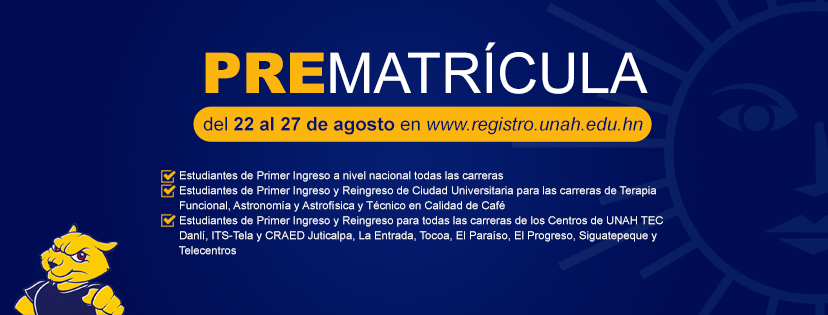 PREMATRÍCULA
del 22 al 27 de agosto en www.registro.unah.edu.hn
Estudiantes de Primer Ingreso a nivel nacional todas las carreras
Estudiantes de Primer Ingreso y Reingreso de Ciudad Universitaria para las carreras de Terapia
Funcional, Astronomía y Astrofísica y Técnico en Calidad de Café
Estudiantes de Primer Ingreso y Reingreso para todas las carreras de los Centros de UNAH TEC
Danlí, ITS-Tela y CRAED Juticalpa, La Entrada, Tocoa, El Paraíso, El Progreso, Siguatepeque y
Telecentros